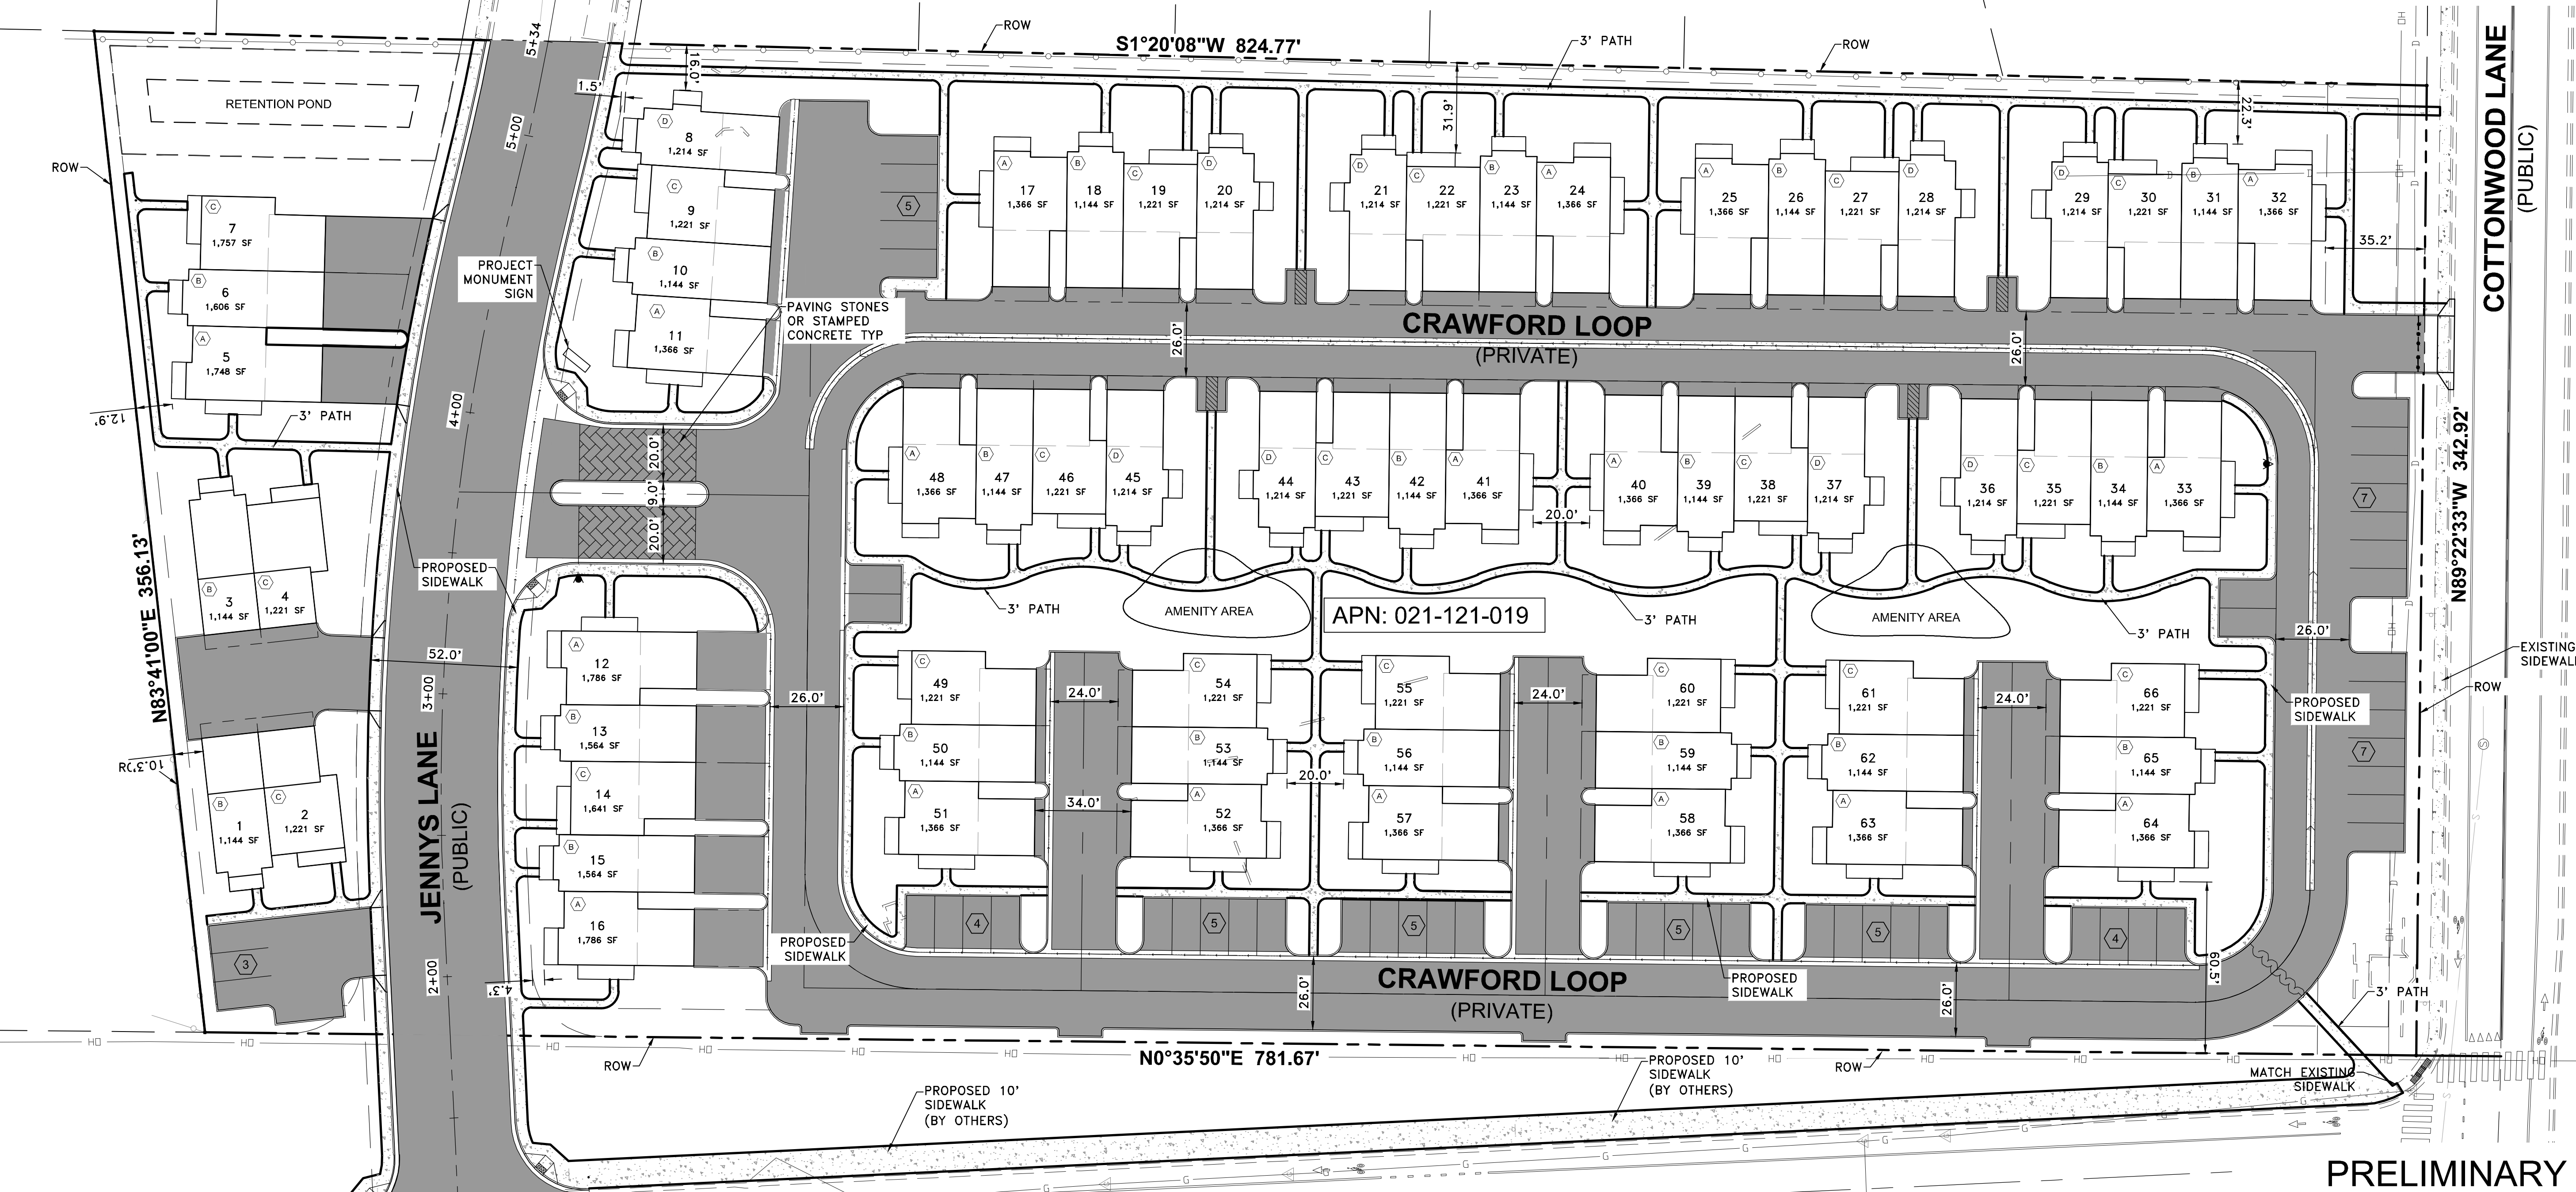 ROW
S1°20'08"W 824.77'
3' PATH
ROW
COTTONWOOD LANE
(PUBLIC)
5+34
RETENTION POND
5+00
1.5'
16.0'
31.9'
22.3'
ROW
D
8
1,214 SF
C
9
1,221 SF
B
10
1,144 SF
A
11
1,366 SF
5
A
17
1,366 SF
B
18
1,144 SF
C
19
1,221 SF
D
20
1,214 SF
D
21
1,214 SF
C
22
1,221 SF
B
23
1,144 SF
A
24
1,366 SF
A
25
1,366 SF
B
26
1,144 SF
C
27
1,221 SF
D
28
1,214 SF
D
29
1,214 SF
C
30
1,221 SF
B
31
1,144 SF
A
32
1,366 SF
35.2'
C
7
1,757 SF
B
6
1,606 SF
A
5
1,748 SF
PROJECT
MONUMENT
SIGN
PAVING STONES
OR STAMPED
CONCRETE TYP
26.0'
CRAWFORD LOOP
(PRIVATE)
26.0'
12.9'
3' PATH
4+00
20.0'
9.0'
20.0'
A
48
1,366 SF
B
47
1,144 SF
C
46
1,221 SF
D
45
1,214 SF
D
44
1,214 SF
C
43
1,221 SF
B
42
1,144 SF
A
41
1,366 SF
20.0'
A
40
1,366 SF
B
39
1,144 SF
C
38
1,221 SF
D
37
1,214 SF
D
36
1,214 SF
C
35
1,221 SF
B
34
1,144 SF
A
33
1,366 SF
7
N89°22'33"W 342.92'
N83°41'00"E 356.13'
PROPOSED
SIDEWALK
B
3
1,144 SF
C
4
1,221 SF
3' PATH
AMENITY AREA
APN: 021-121-019
3' PATH
AMENITY AREA
3' PATH
26.0'
EXISTING
SIDEWAL
ROW
52.0'
3+00
JENNYS LANE
(PUBLIC)
A
12
1,786 SF
B
13
1,564 SF
C
14
1,641 SF
B
15
1,564 SF
A
16
1,786 SF
26.0'
C
49
1,221 SF
B
50
1,144 SF
A
51
1,366 SF
24.0'
34.0'
C
54
1,221 SF
B
53
1,144 SF
A
52
1,366 SF
20.0'
C
55
1,221 SF
B
56
1,144 SF
A
57
1,366 SF
24.0'
C
60
1,221 SF
B
59
1,144 SF
A
58
1,366 SF
C
61
1,221 SF
B
62
1,144 SF
A
63
1,366 SF
24.0'
C
66
1,221 SF
B
65
1,144 SF
A
64
1,366 SF
PROPOSED
SIDEWALK
7
10.3'
B
1
1,144 SF
C
2
1,221 SF
3
2+00
4.3'
PROPOSED
SIDEWALK
4
5
5
5
5
4
26.0'
CRAWFORD LOOP
(PRIVATE)
PROPOSED
SIDEWALK
26.0'
60.5'
3' PATH
ROW
N0°35'50"E 781.67'
PROPOSED 10'
SIDEWALK
(BY OTHERS)
ROW
MATCH EXISTING
SIDEWALK
PROPOSED 10'
SIDEWALK
(BY OTHERS)
PRELIMINARY